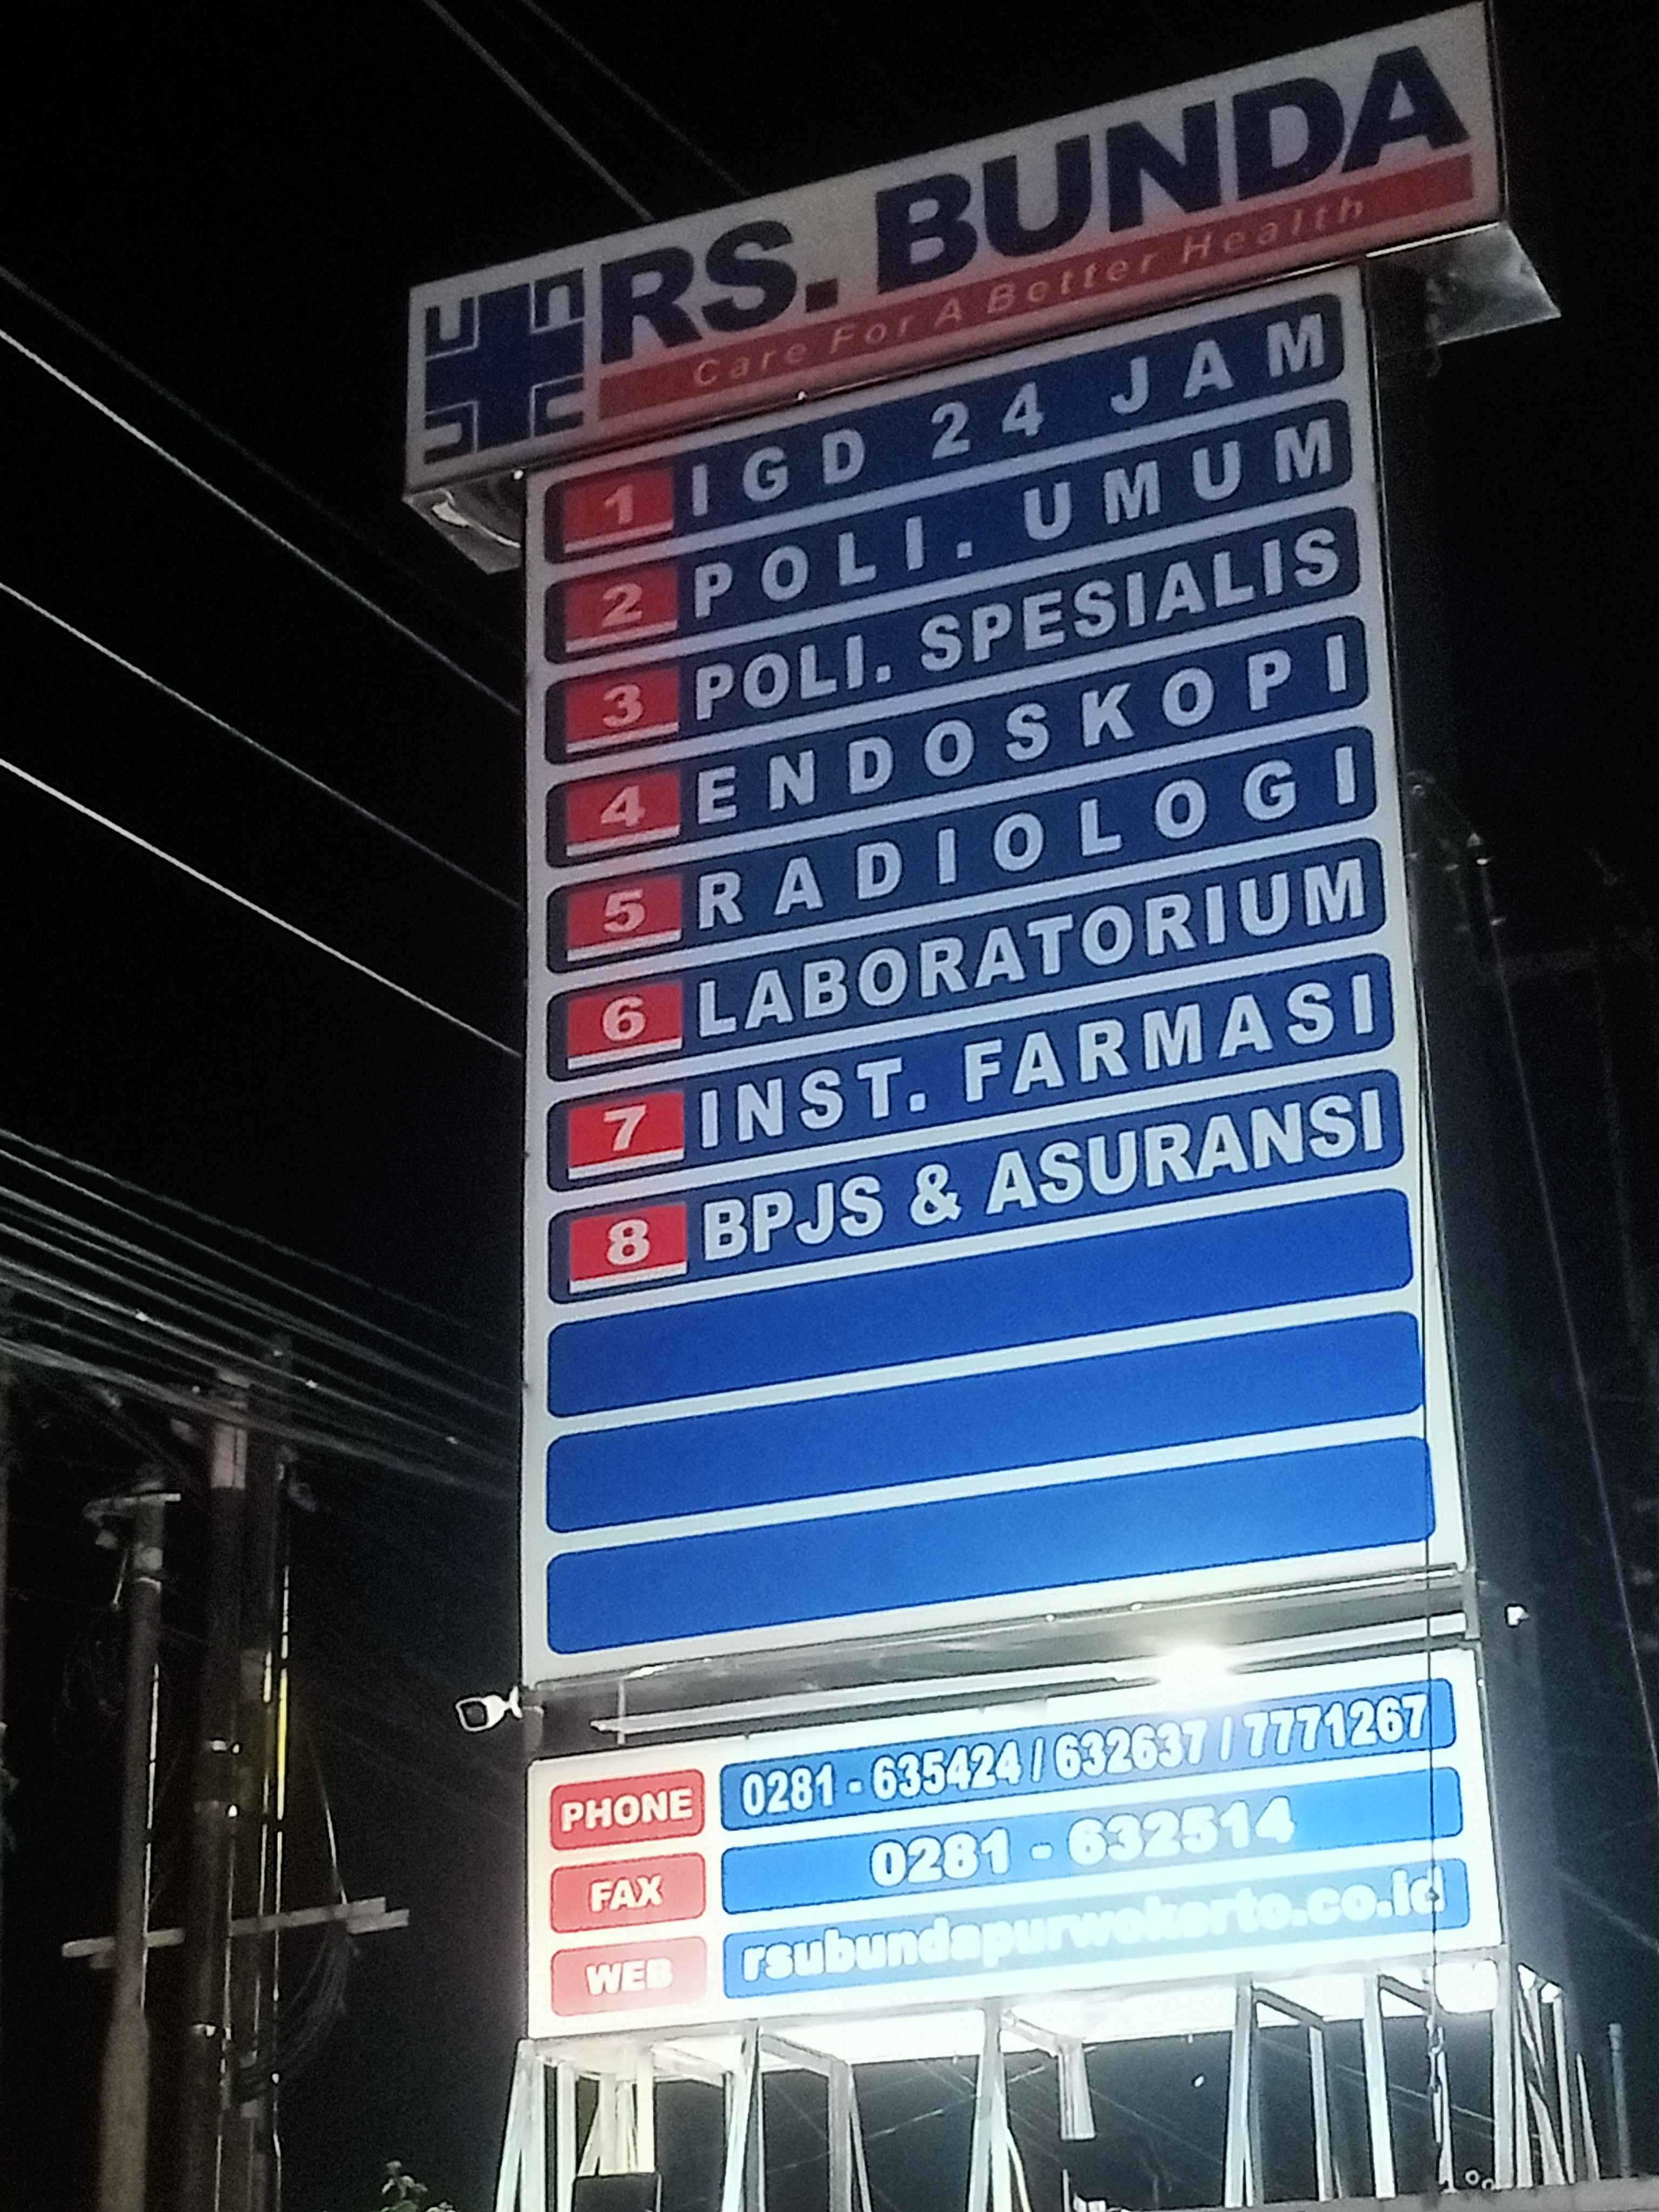 RS. BUNDA
Care For A Better Health
1 IGD 24 JAM
2 POLI. UMUM
3 POLI. SPESIALIS
4 ENDOSKOPI
5 RADIOLOGI
6 LABORATORIUM
7 INST. FARMASI
8 BPJS & ASURANSI
PHONE 0281 - 635424 / 632637 / 7771267
FAX 0281 - 632514
WEB rsubundapurwokerto.co.id